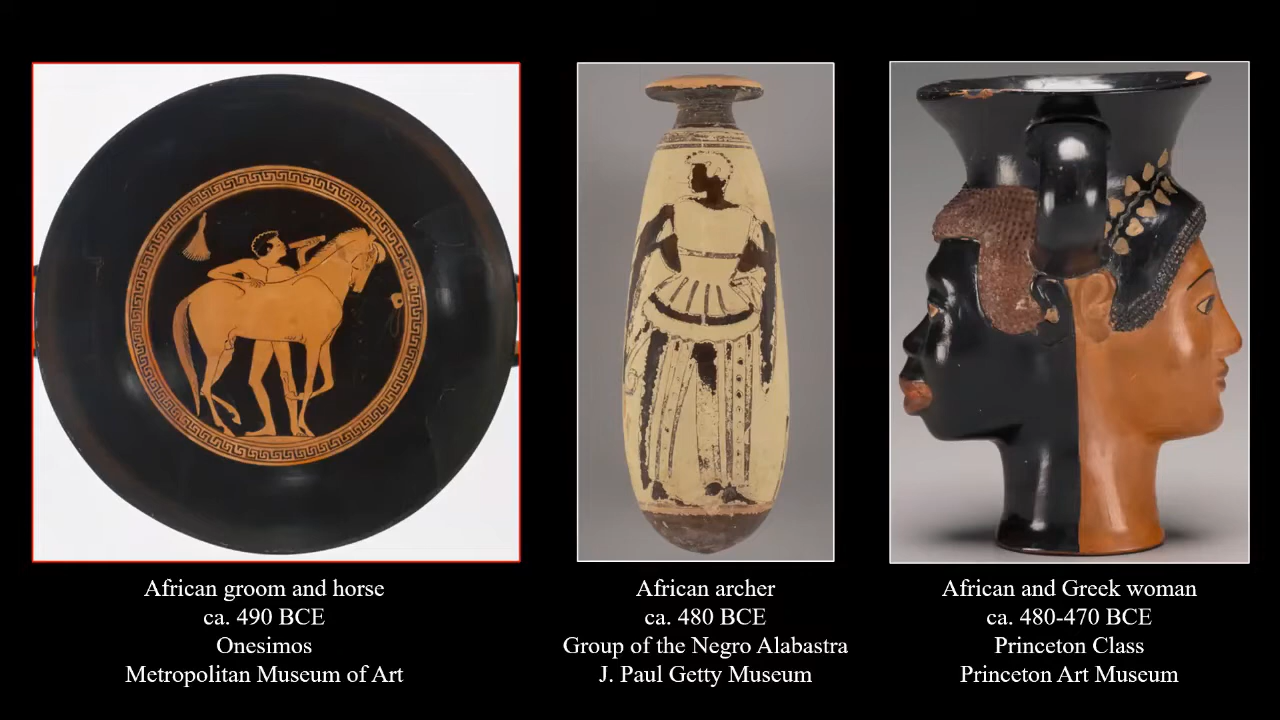 African groom and horse
ca. 490 BCE
Onesimos
Metropolitan Museum of Art
African archer
ca. 480 BCE
Group of the Negro Alabastra
J. Paul Getty Museum
African and Greek woman
ca. 480-470 BCE
Princeton Class
Princeton Art Museum